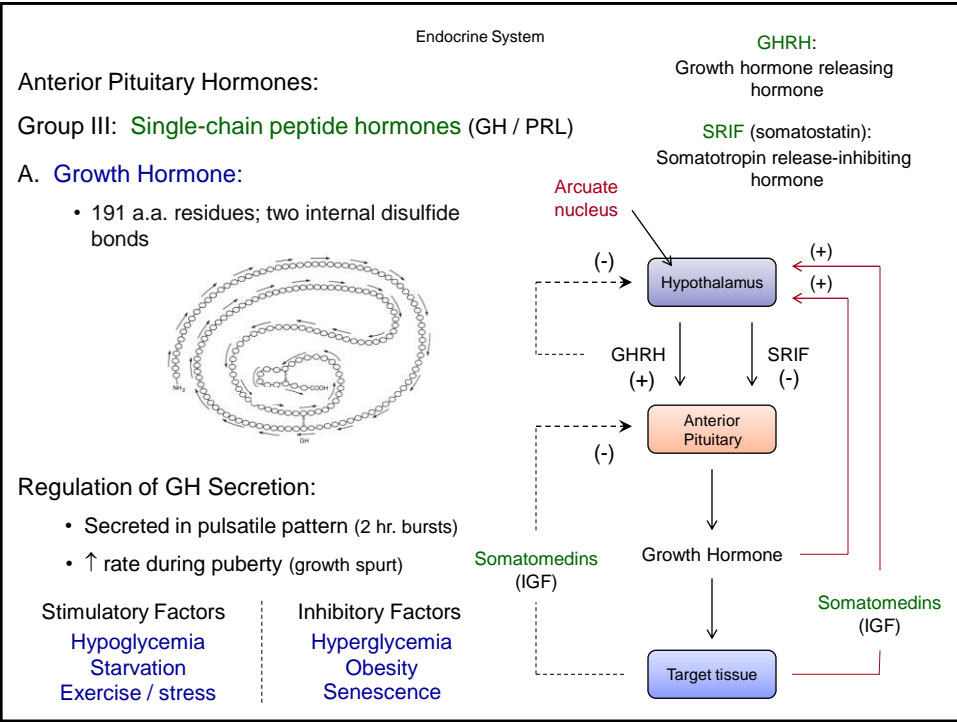 Endocrine System
Anterior Pituitary Hormones:
Group III: Single-chain peptide hormones (GH / PRL)
A. Growth Hormone:
• 191 a.a. residues; two internal disulfide
bonds
NH2
COOH
GH
Regulation of GH Secretion:
• Secreted in pulsatile pattern (2 hr. bursts)
• ↑ rate during puberty (growth spurt)
Stimulatory Factors
Hypoglycemia
Starvation
Exercise / stress
Inhibitory Factors
Hyperglycemia
Obesity
Senescence
GHRH:
Growth hormone releasing
hormone
SRIF (somatostatin):
Somatotropin release-inhibiting
hormone
Arcuate
nucleus
(-)
Hypothalamus
(+)
(+)
GHRH
(+)
SRIF
(-)
Anterior
Pituitary
(-)
Growth Hormone
Somatomedins
(IGF)
Somatomedins
(IGF)
Target tissue